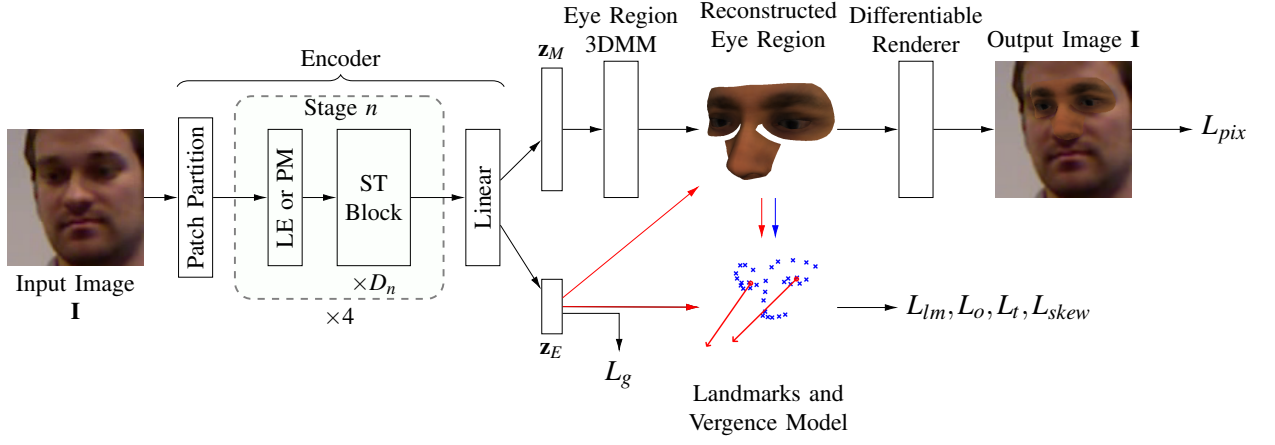 Encoder
Stage n
Patch Partition
LE or PM
ST
Block
×Dₙ
×4
Linear
Input Image
I
z_M
z_E
Eye Region
3DMM
Reconstructed
Eye Region
Differentiable
Renderer
Output Image I
L_pix
L_g
L_lm, L_o, L_t, L_skew
Landmarks and
Vergence Model